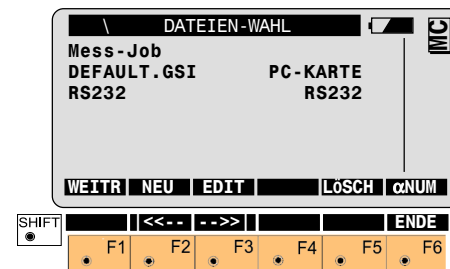 \ DATEIEN-WAHL MC
Mess-Job
DEFAULT.GSI PC-KARTE
RS232 RS232
WEITR NEU EDIT LöSCH αNUM
SHIFT <<-- -->> ENDE
F1 F2 F3 F4 F5 F6